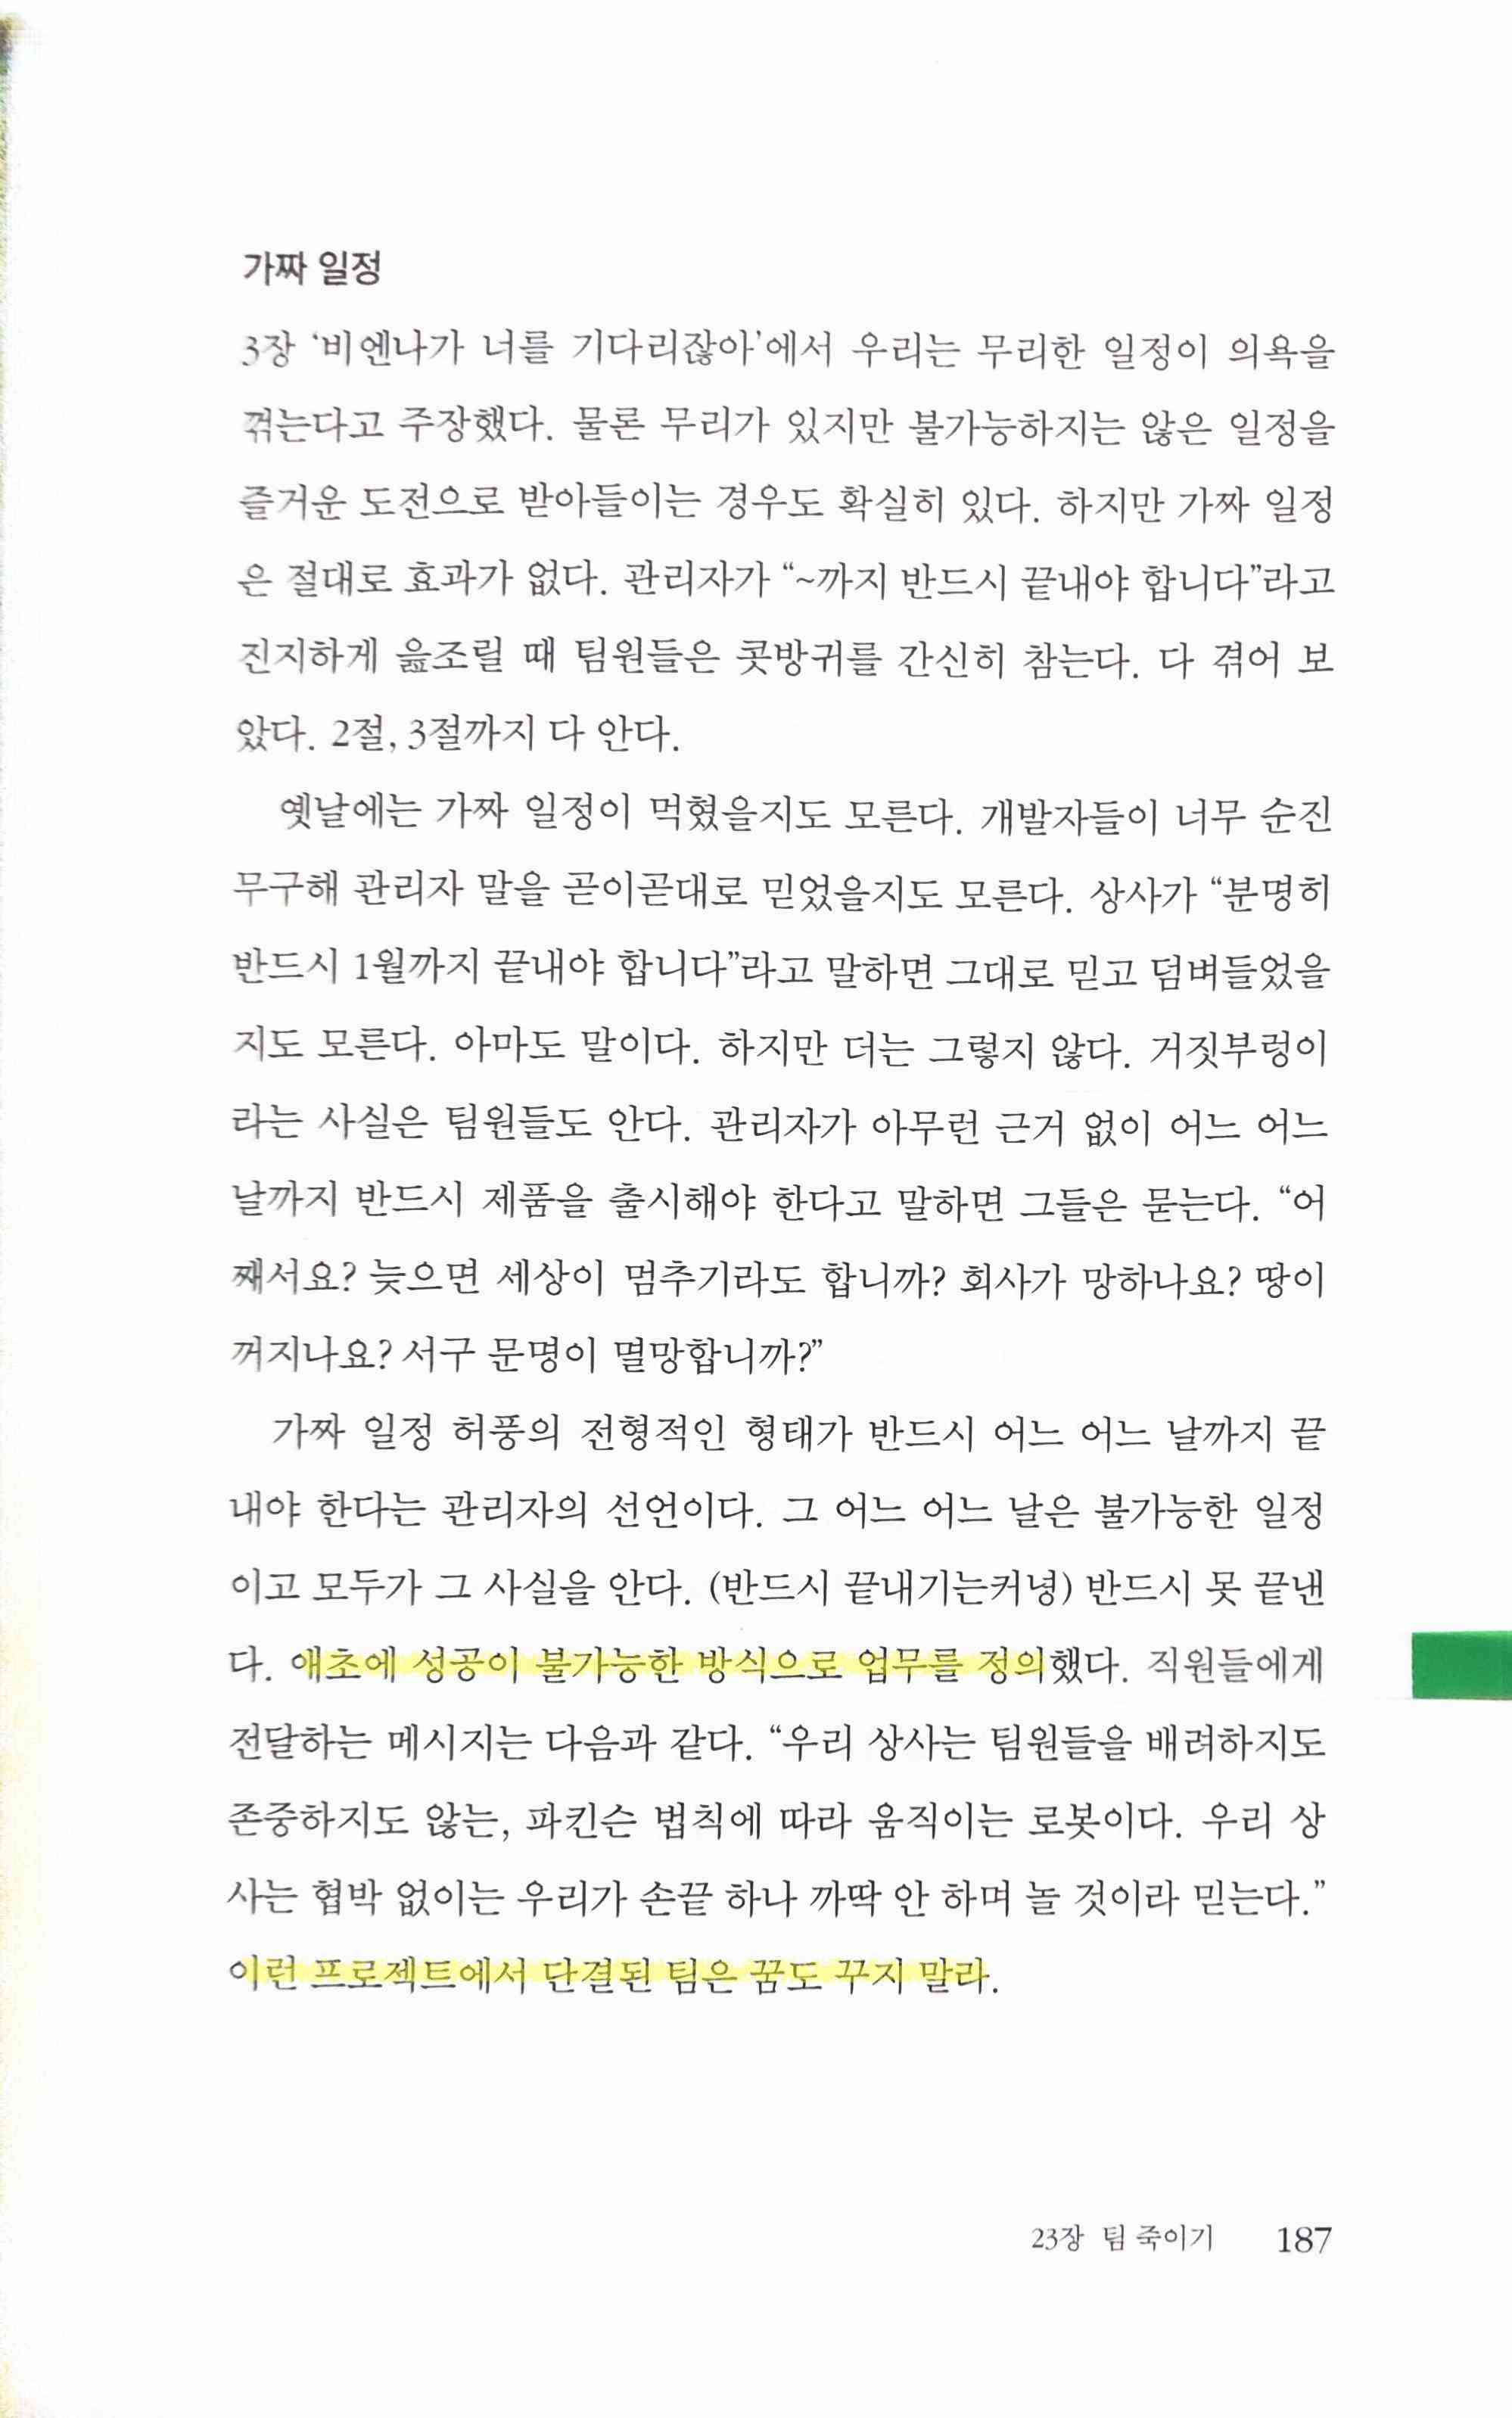 가짜 일정
3장 ‘비엔나가 너를 기다리잖아’에서 우리는 무리한 일정이 의욕을
꺾는다고 주장했다. 물론 무리가 있지만 불가능하지는 않은 일정을
즐거운 도전으로 받아들이는 경우도 확실히 있다. 하지만 가짜 일정
은 절대로 효과가 없다. 관리자가 “~까지 반드시 끝내야 합니다”라고
진지하게 읊조릴 때 팀원들은 콧방귀를 간신히 참는다. 다 겪어 보
았다. 2절, 3절까지 다 안다.
옛날에는 가짜 일정이 먹혔을지도 모른다. 개발자들이 너무 순진
무구해 관리자 말을 곧이곧대로 믿었을지도 모른다. 상사가 “분명히
반드시 1월까지 끝내야 합니다”라고 말하면 그대로 믿고 덤벼들었을
지도 모른다. 아마도 말이다. 하지만 더는 그렇지 않다. 거짓부렁이
라는 사실은 팀원들도 안다. 관리자가 아무런 근거 없이 어느 어느
날까지 반드시 제품을 출시해야 한다고 말하면 그들은 묻는다. “어
째서요? 늦으면 세상이 멈추기라도 합니까? 회사가 망하나요? 땅이
꺼지나요? 서구 문명이 멸망합니까?”
가짜 일정 허풍의 전형적인 형태가 반드시 어느 어느 날까지 끝
내야 한다는 관리자의 선언이다. 그 어느 어느 날은 불가능한 일정
이고 모두가 그 사실을 안다. (반드시 끝내기는커녕) 반드시 못 끝낸
다. 애초에 성공이 불가능한 방식으로 업무를 정의했다. 직원들에게
전달하는 메시지는 다음과 같다. “우리 상사는 팀원들을 배려하지도
존중하지도 않는, 파킨슨 법칙에 따라 움직이는 로봇이다. 우리 상
사는 협박 없이는 우리가 손끝 하나 까딱 안 하며 놀 것이라 믿는다.”
이런 프로젝트에서 단결된 팀은 꿈도 꾸지 말라.
23장 팀 죽이기 187